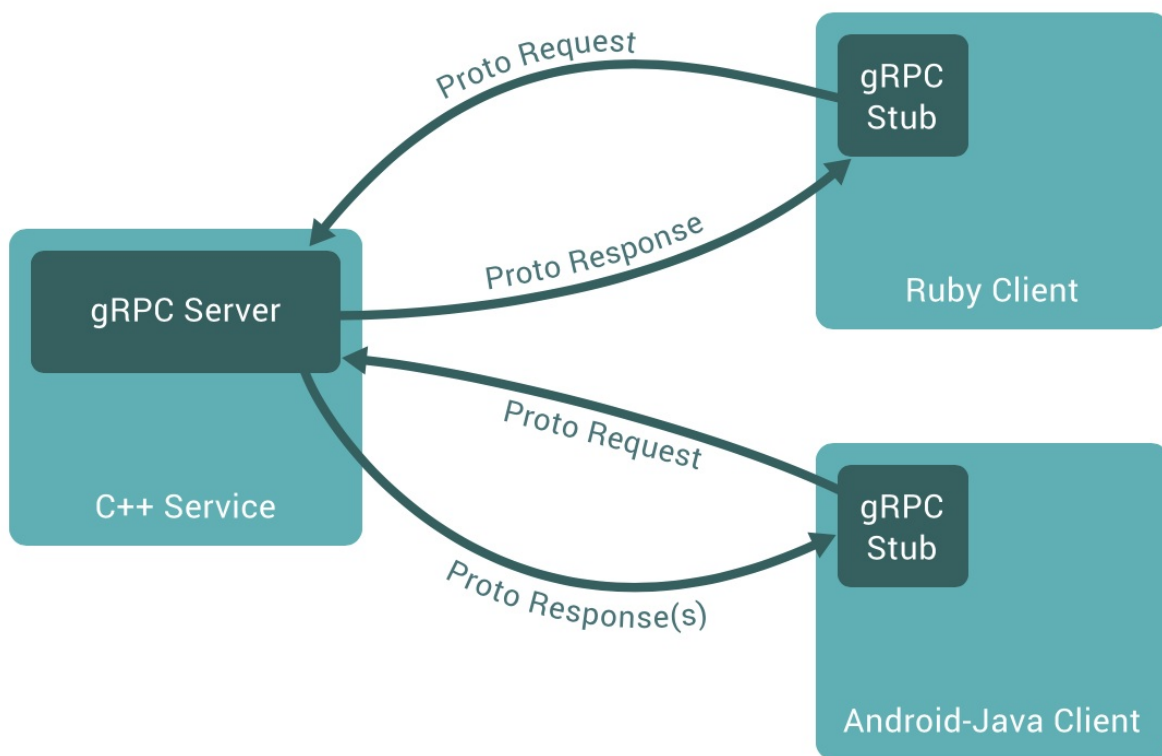 Proto Request
gRPC
Stub
Proto Response
Ruby Client
gRPC Server
C++ Service
Proto Request
gRPC
Stub
Proto Response(s)
Android-Java Client